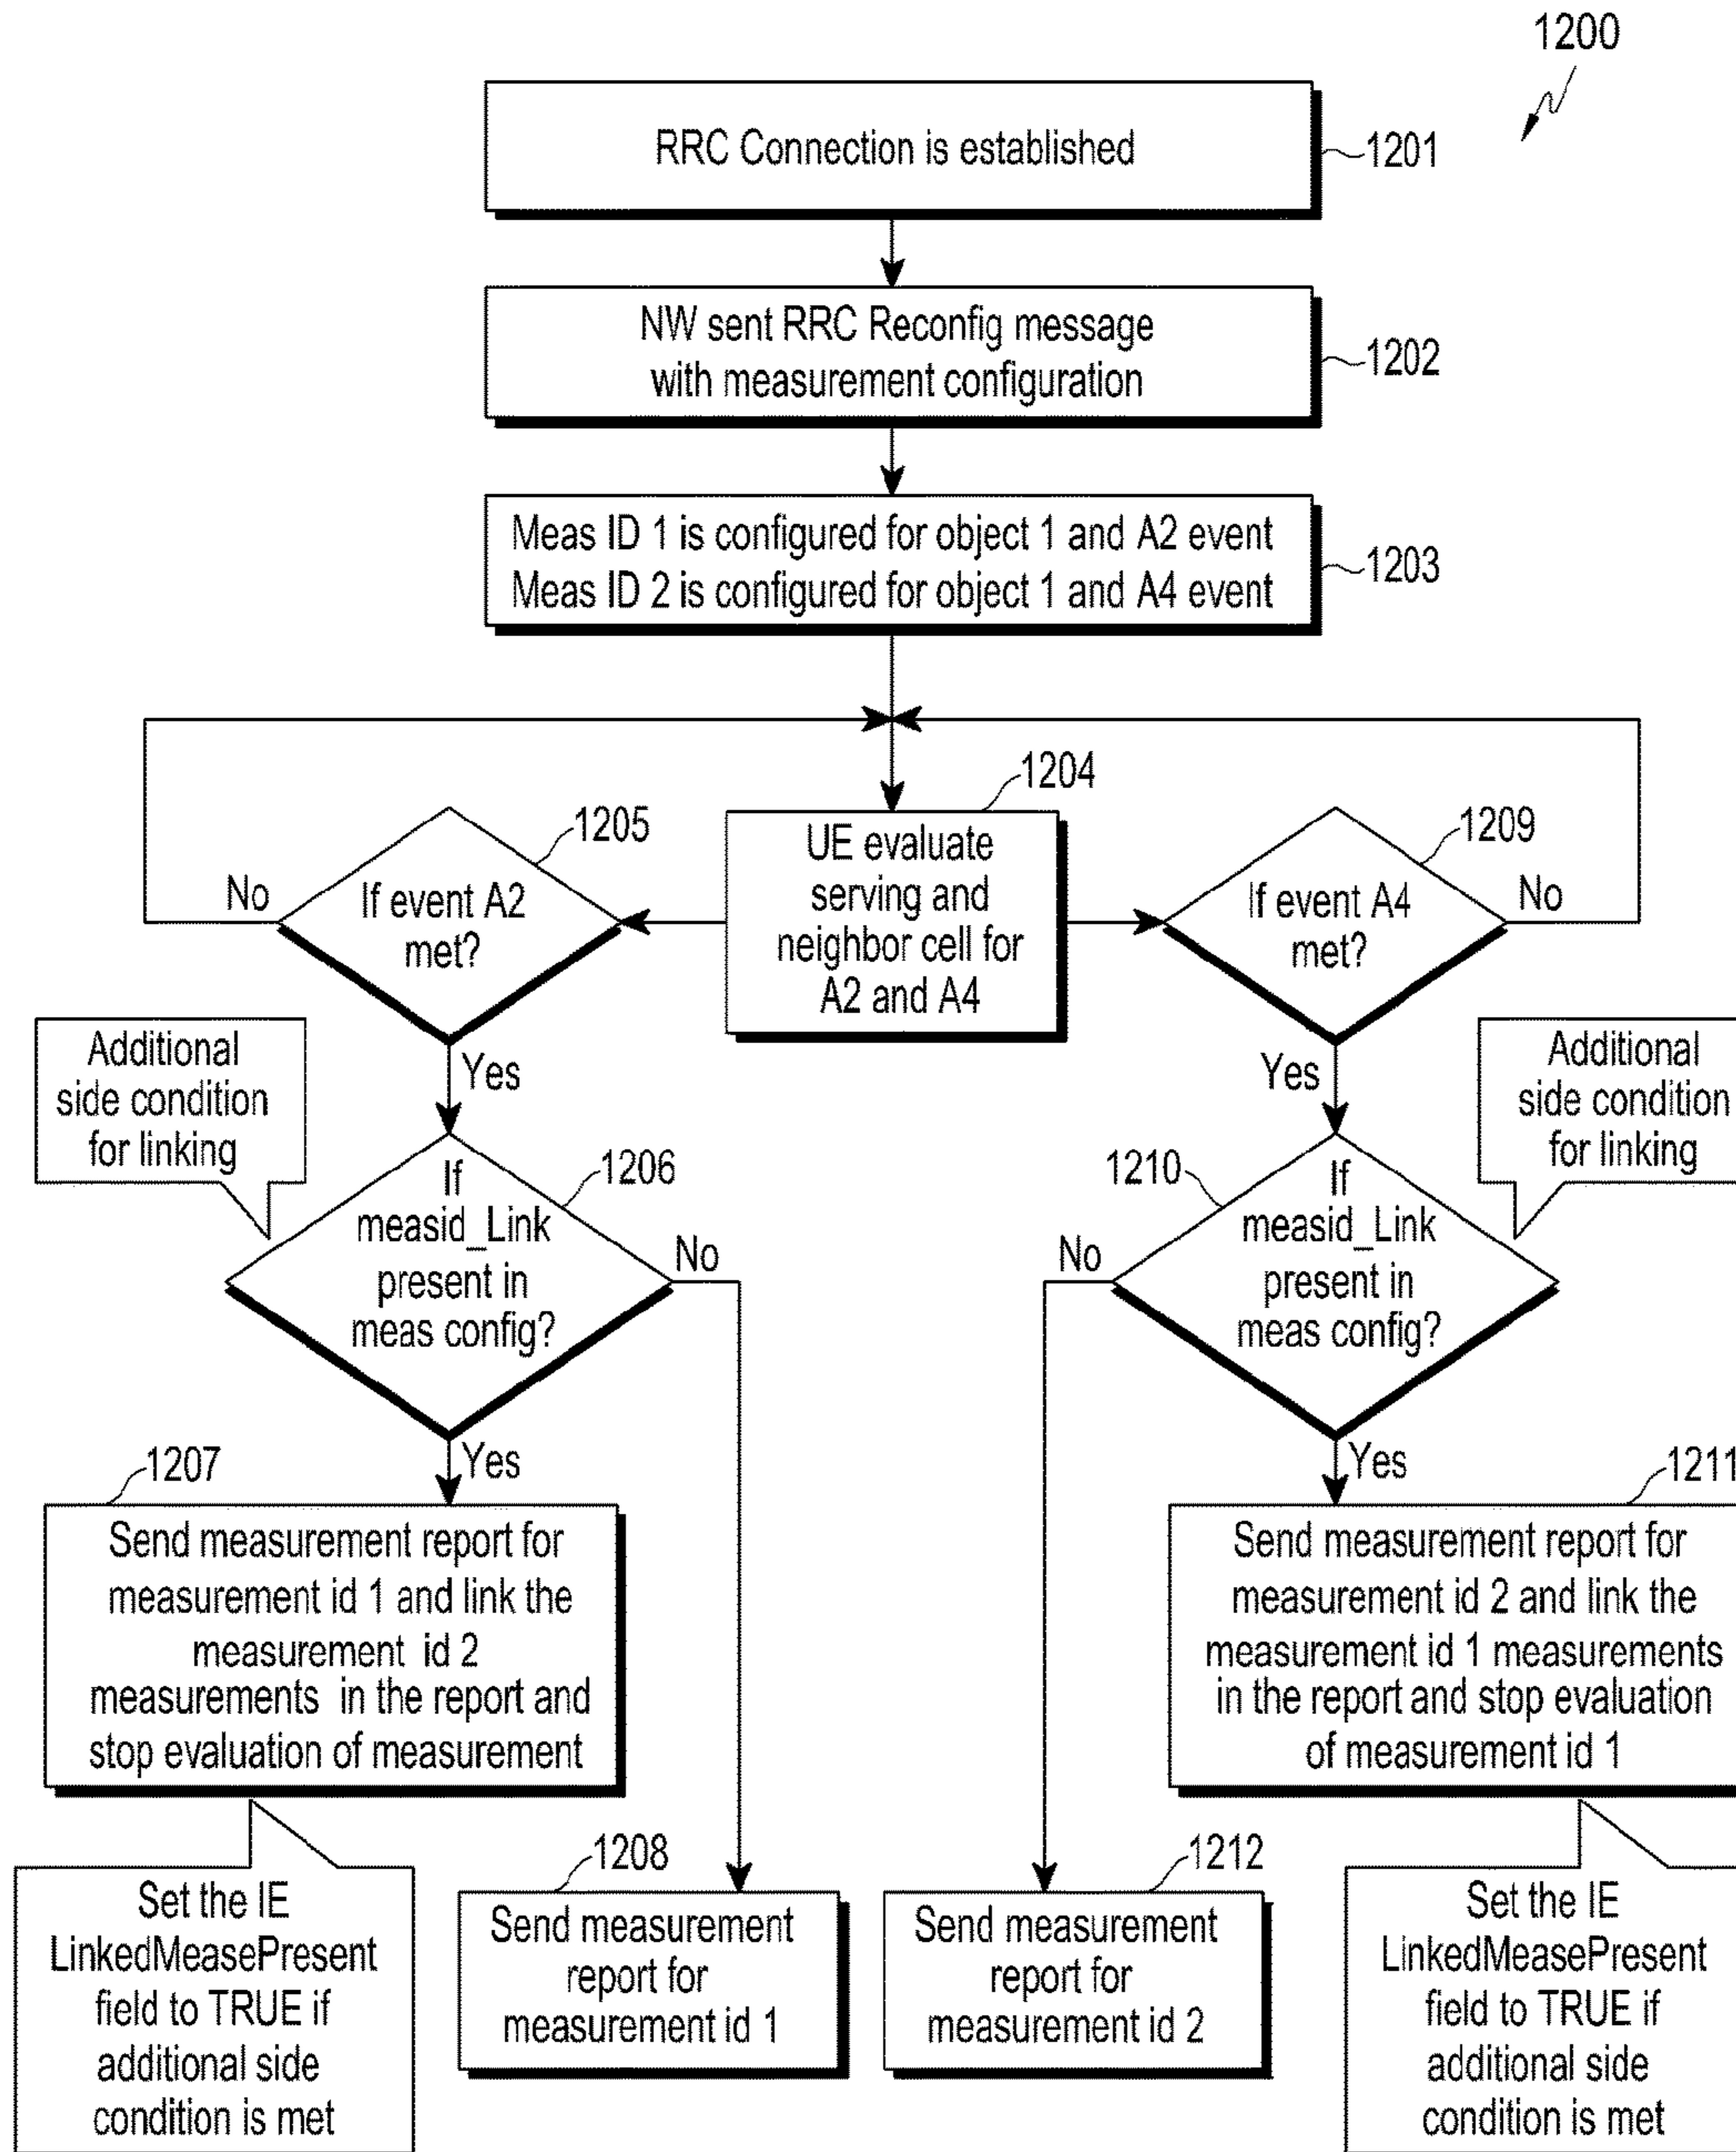 1200
RRC Connection is established
1201
NW sent RRC Reconfig message
with measurement configuration
1202
Meas ID 1 is configured for object 1 and A2 event
Meas ID 2 is configured for object 1 and A4 event
1203
1204
UE evaluate
serving and
neighbor cell for
A2 and A4
1205
If event A2
met?
No
Yes
1209
If event A4
met?
No
Yes
Additional
side condition
for linking
1206
If
measid_Link
present in
meas config?
No
Yes
1210
If
measid_Link
present in
meas config?
No
Yes
Additional
side condition
for linking
1207
Send measurement report for
measurement id 1 and link the
measurement id 2
measurements in the report and
stop evaluation of measurement
1211
Send measurement report for
measurement id 2 and link the
measurement id 1 measurements
in the report and stop evaluation
of measurement id 1
Set the IE
LinkedMeasePresent
field to TRUE if
additional side
condition is met
1208
Send measurement
report for
measurement id 1
1212
Send measurement
report for
measurement id 2
Set the IE
LinkedMeasePresent
field to TRUE if
additional side
condition is met